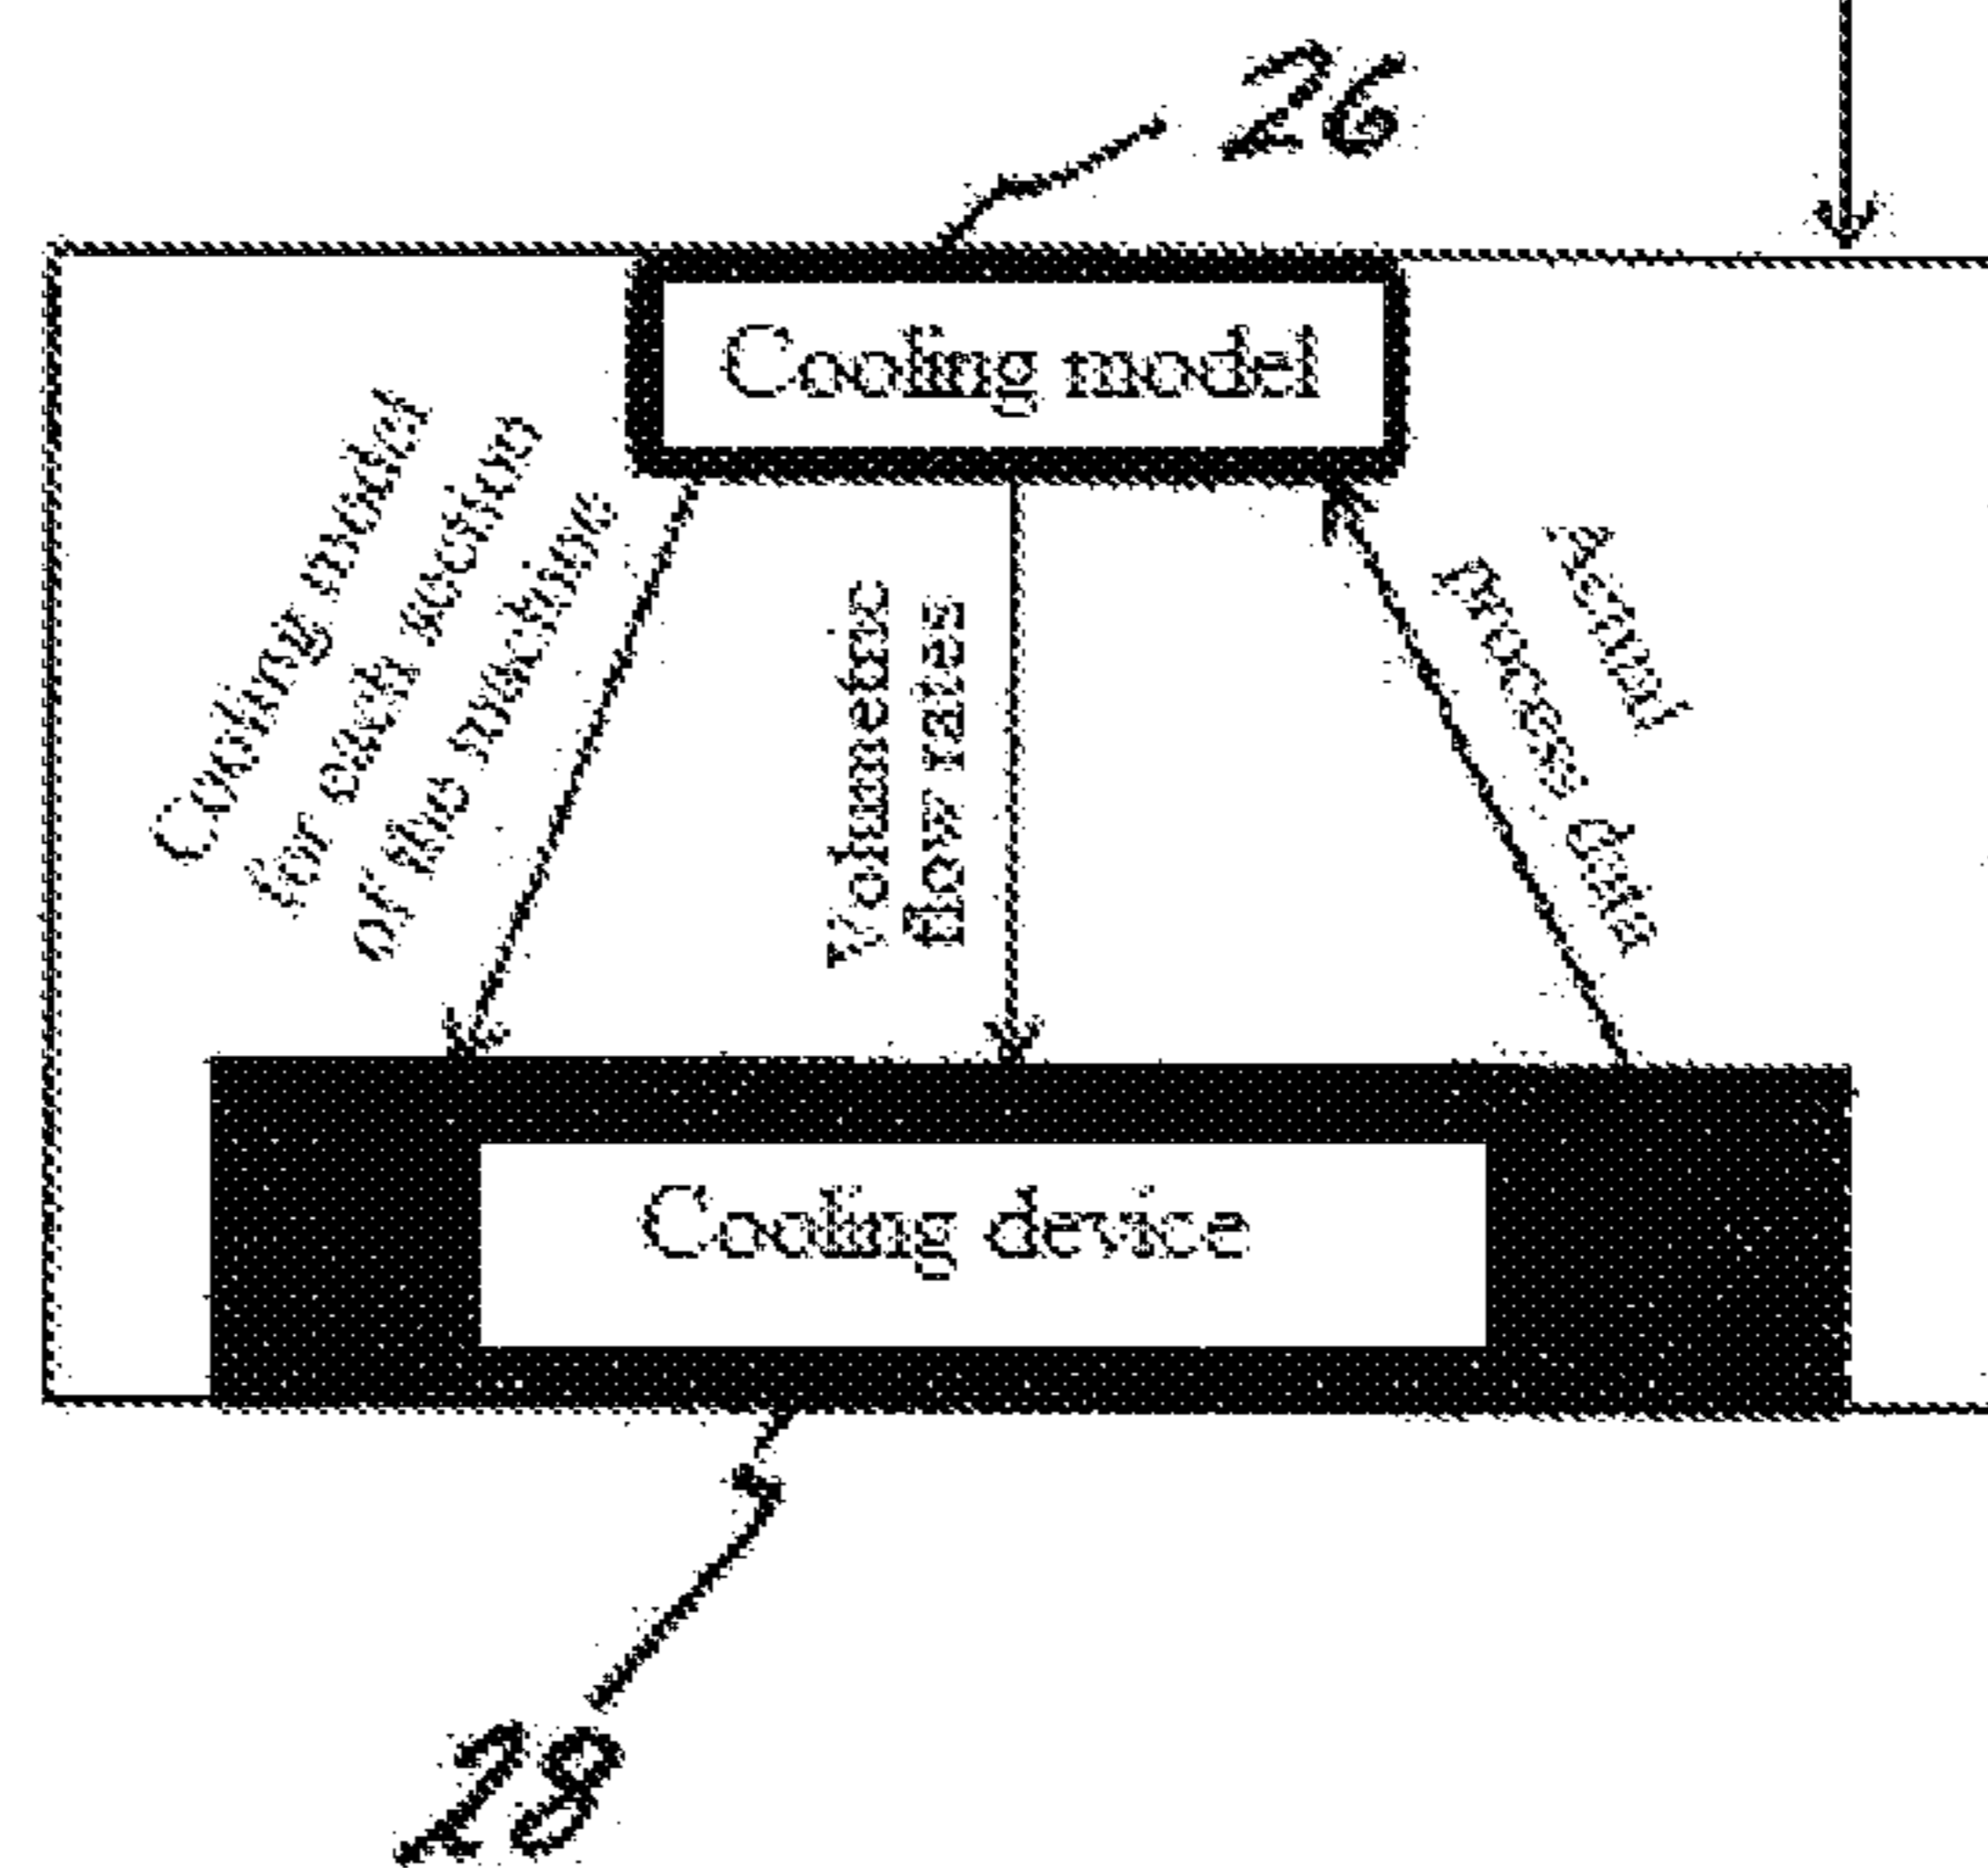 26
Cooling model
Cooling model
for each section
of the machine
Volumetric
flow rates
Actual
process data
Cooling device
28